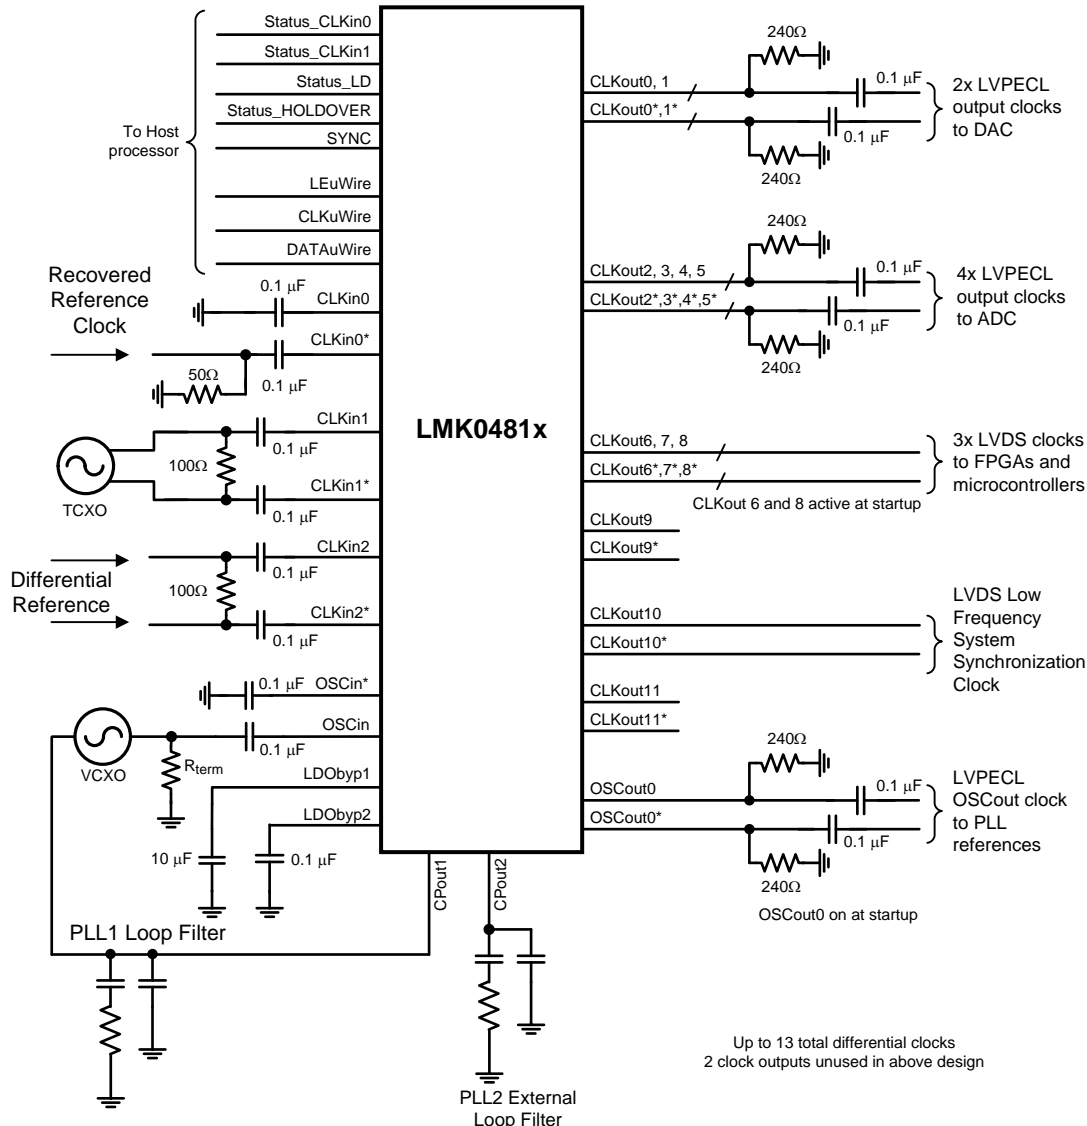 Status_CLKin0
Status_CLKin1
Status_LD
Status_HOLDOVER
SYNC
To Host
processor
LEuWire
CLKuWire
DATAuWire
Recovered
Reference
Clock
0.1 µF
CLKin0
CLKin0*
50Ω
0.1 µF
CLKin1
0.1 µF
100Ω
TCXO
CLKin1*
0.1 µF
CLKin2
0.1 µF
Differential
Reference
100Ω
CLKin2*
0.1 µF
0.1 µF
OSCin*
OSCin
0.1 µF
VCXO
Rterm
LDObyp1
LDObyp2
10 µF
0.1 µF
CPout1
CPout2
PLL1 Loop Filter
PLL2 External
Loop Filter
LMK0481x
240Ω
CLKout0, 1
0.1 µF
CLKout0*,1*
0.1 µF
240Ω
2x LVPECL
output clocks
to DAC
240Ω
CLKout2, 3, 4, 5
0.1 µF
CLKout2*,3*,4*,5*
0.1 µF
240Ω
4x LVPECL
output clocks
to ADC
CLKout6, 7, 8
CLKout6*,7*,8*
CLKout 6 and 8 active at startup
3x LVDS clocks
to FPGAs and
microcontrollers
CLKout9
CLKout9*
CLKout10
CLKout10*
LVDS Low
Frequency
System
Synchronization
Clock
CLKout11
CLKout11*
240Ω
OSCout0
0.1 µF
OSCout0*
0.1 µF
240Ω
LVPECL
OSCout clock
to PLL
references
OSCout0 on at startup
Up to 13 total differential clocks
2 clock outputs unused in above design